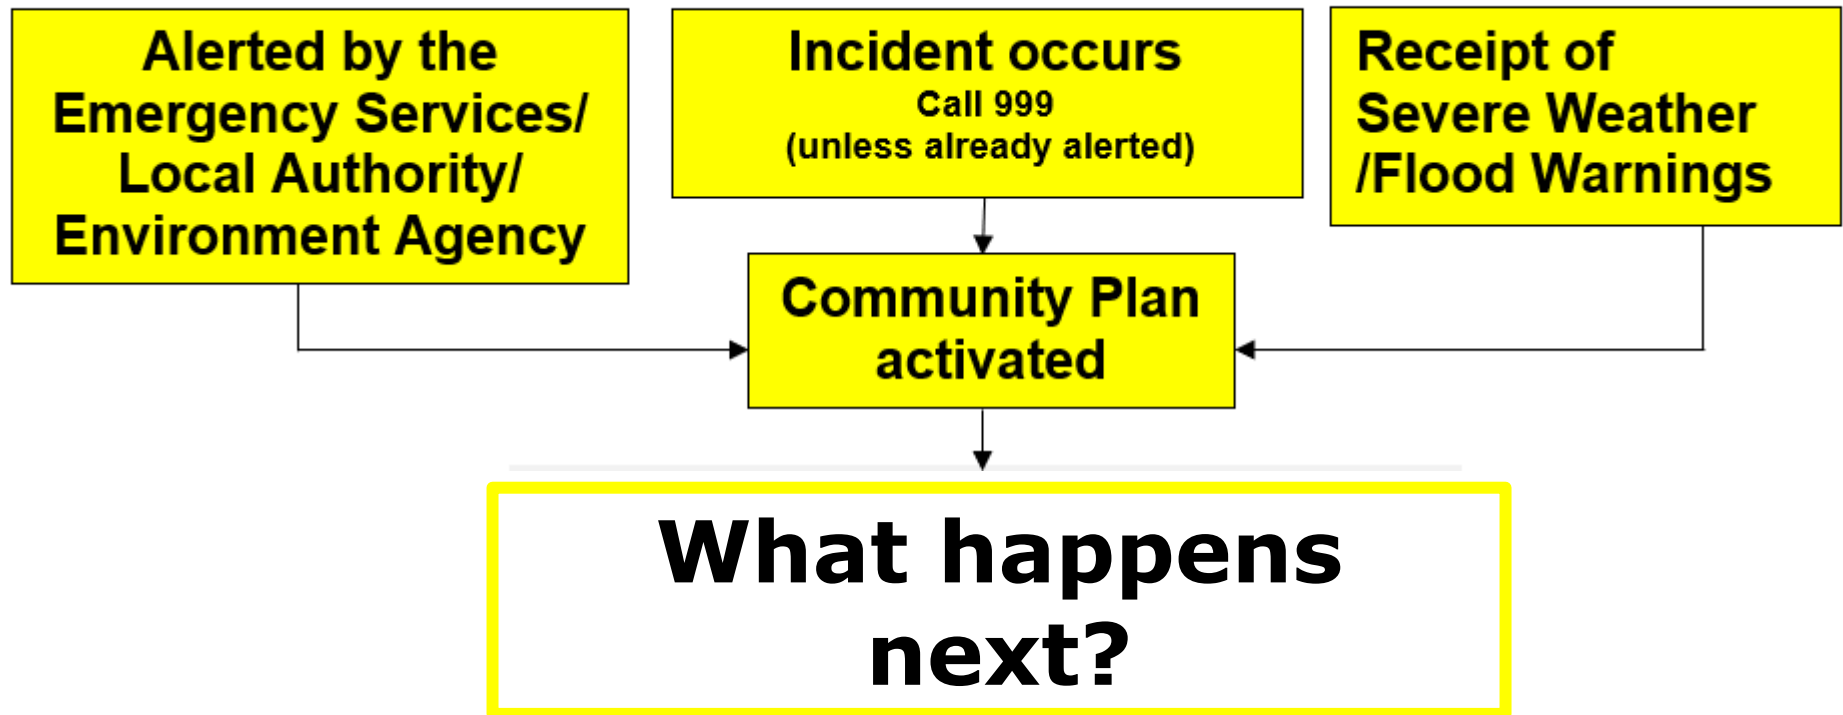 Alerted by the
Emergency Services/
Local Authority/
Environment Agency
Incident occurs
Call 999
(unless already alerted)
Receipt of
Severe Weather
/Flood Warnings
Community Plan
activated
What happens
next?